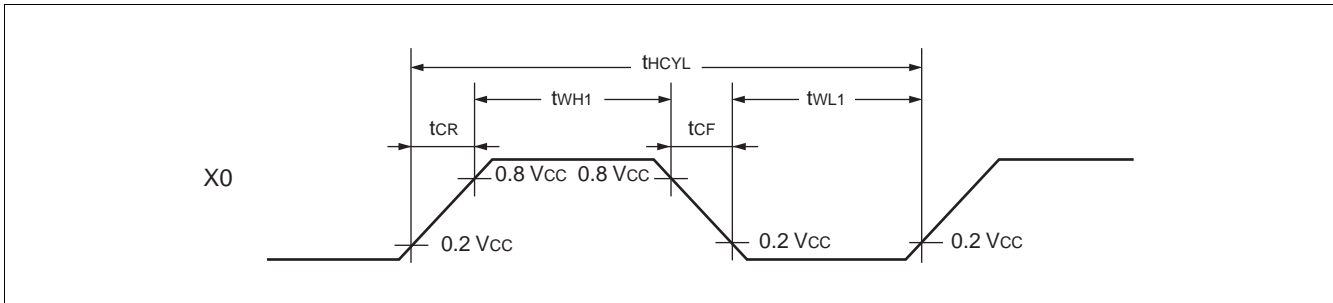 tHCYL
tWH1 tWL1
tCR tCF
X0 0.8 VCC 0.8 VCC
0.2 VCC 0.2 VCC 0.2 VCC